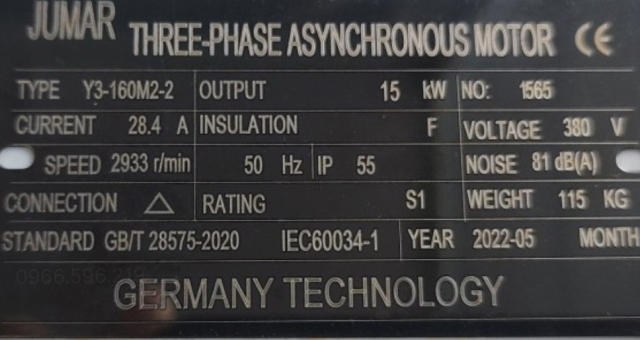 JUMAR THREE-PHASE ASYNCHRONOUS MOTOR CE
TYPE Y3-160M2-2 OUTPUT 15 kW NO: 1565
CURRENT 28.4 A INSULATION F VOLTAGE 380 V
SPEED 2933 r/min 50 Hz IP 55 NOISE 81 dB(A)
CONNECTION △ RATING S1 WEIGHT 115 KG
STANDARD GB/T 28575-2020 IEC60034-1 YEAR 2022-05 MONTH
GERMANY TECHNOLOGY